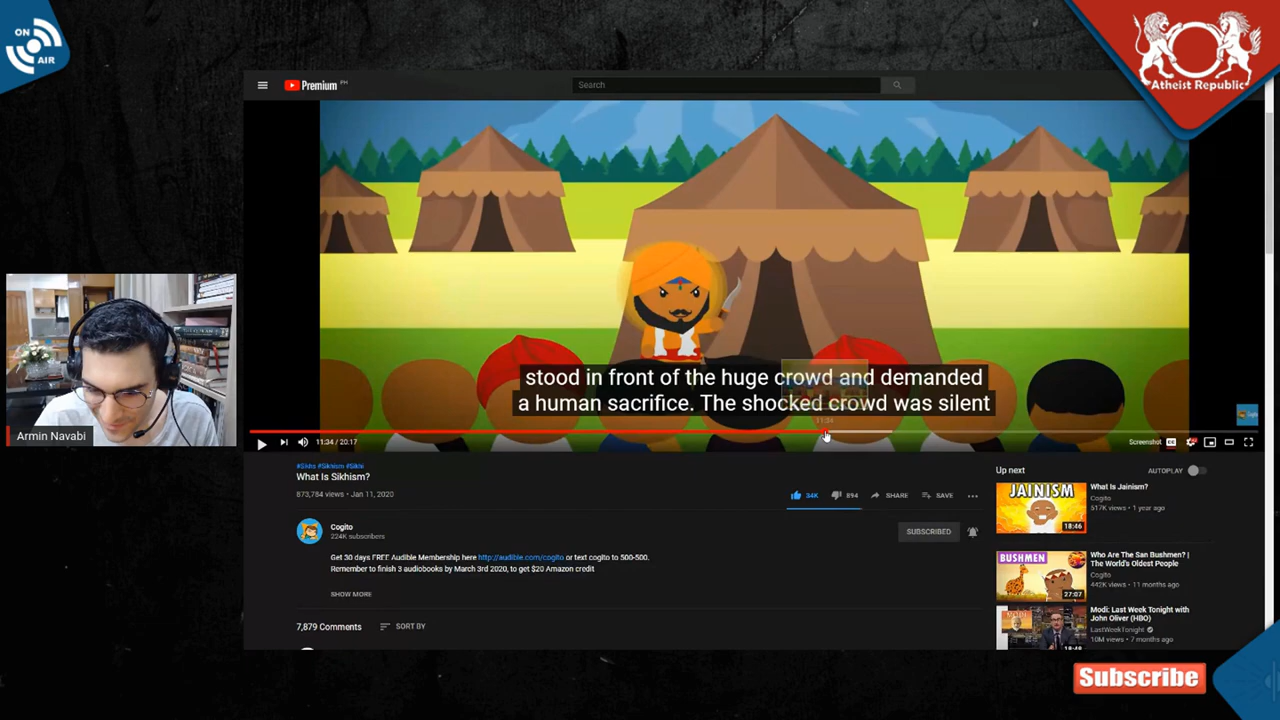 ON
AIR
Atheist Republic
Premium PH
Search
stood in front of the huge crowd and demanded
a human sacrifice. The shocked crowd was silent
11:34
11:34 / 20:17
Screenshot
CC
Armin Navabi
#Sikhs #Sikhism #Sikhi
What Is Sikhism?
873,784 views • Jan 11, 2020
34K
894
SHARE
SAVE
Cogito
224K subscribers
SUBSCRIBED
Get 30 days FREE Audible Membership here http://audible.com/cogito or text cogito to 500-500.
Remember to finish 3 audiobooks by March 3rd 2020, to get $20 Amazon credit
SHOW MORE
7,879 Comments
SORT BY
Up next
AUTOPLAY
JAINISM
18:46
What Is Jainism?
Cogito
517K views • 1 year ago
BUSHMEN
27:07
Who Are The San Bushmen? |
The World's Oldest People
Cogito
442K views • 11 months ago
Modi: Last Week Tonight with
John Oliver (HBO)
LastWeekTonight
10M views • 7 months ago
Subscribe